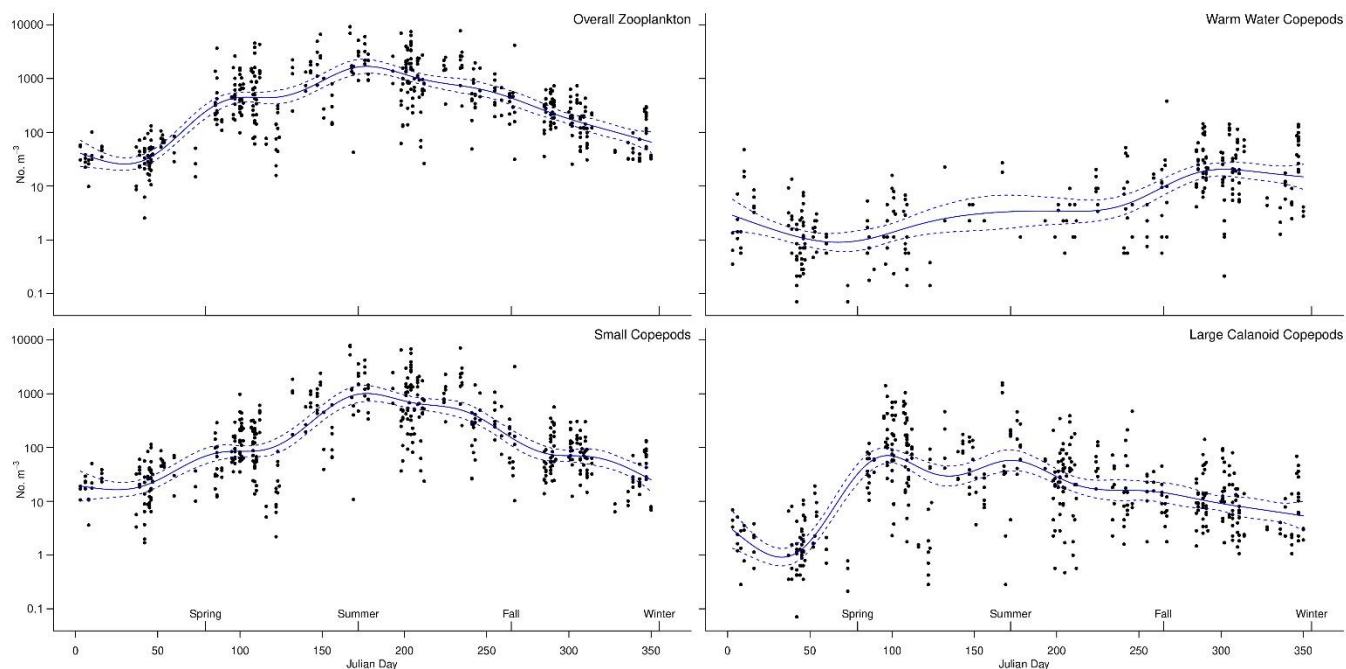 Overall Zooplankton
Warm Water Copepods
10000
1000
100
10
1
0.1
No. m⁻³
Small Copepods
Large Calanoid Copepods
10000
1000
100
10
1
0.1
No. m⁻³
Spring Summer Fall Winter
Spring Summer Fall Winter
0 50 100 150 200 250 300 350
0 50 100 150 200 250 300 350
Julian Day
Julian Day